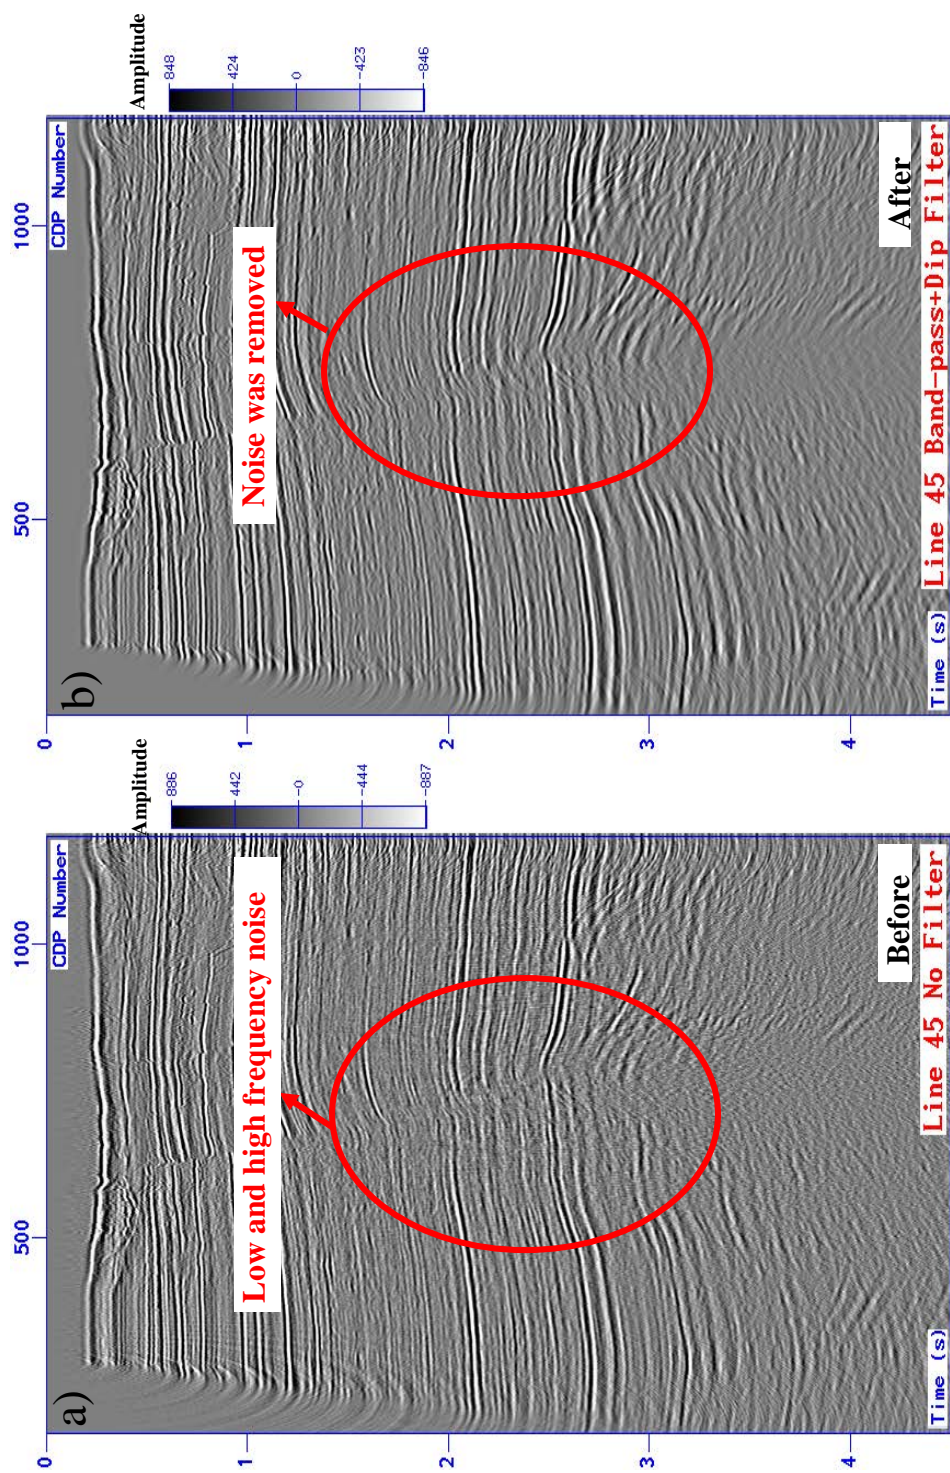 a)
500
1000
CDP Number
0
1
2
3
4
Time (s)
Low and high frequency noise
Before
Line 45 No Filter
Amplitude
886
442
-0
-444
-887
b)
500
1000
CDP Number
0
1
2
3
4
Time (s)
Noise was removed
After
Line 45 Band-pass+Dip Filter
Amplitude
848
424
0
-423
-846